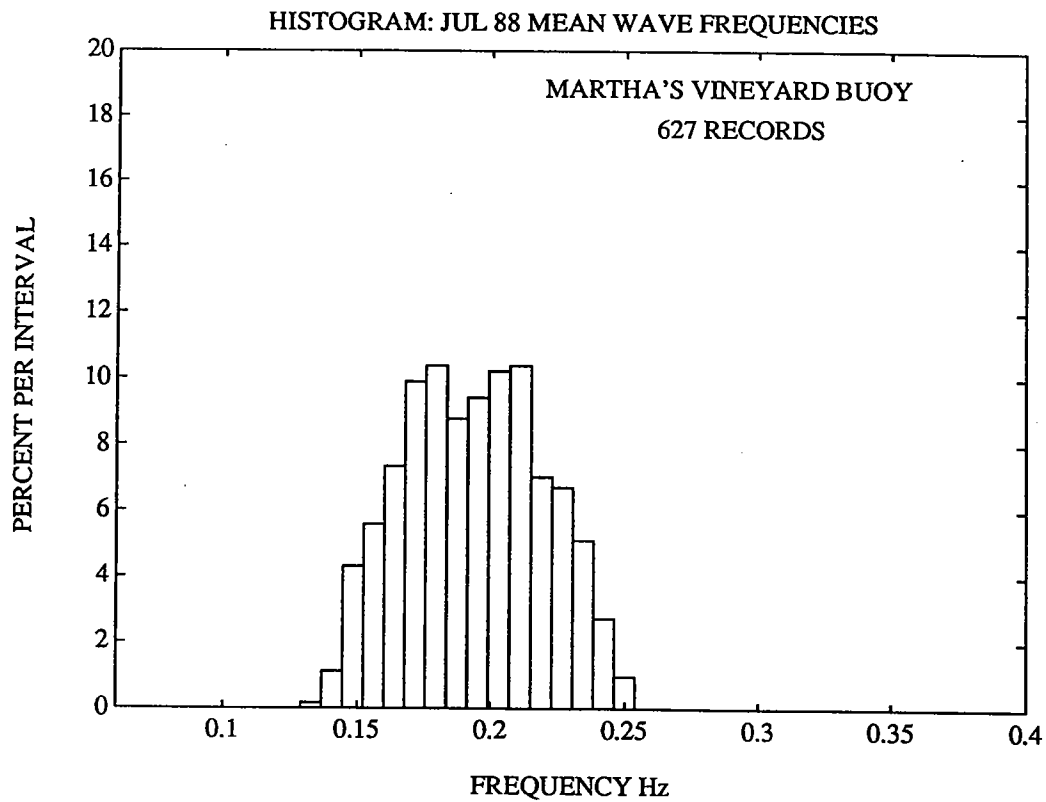 HISTOGRAM: JUL 88 MEAN WAVE FREQUENCIES
MARTHA'S VINEYARD BUOY
627 RECORDS
PERCENT PER INTERVAL
20
18
16
14
12
10
8
6
4
2
0
0.1 0.15 0.2 0.25 0.3 0.35 0.4
FREQUENCY Hz